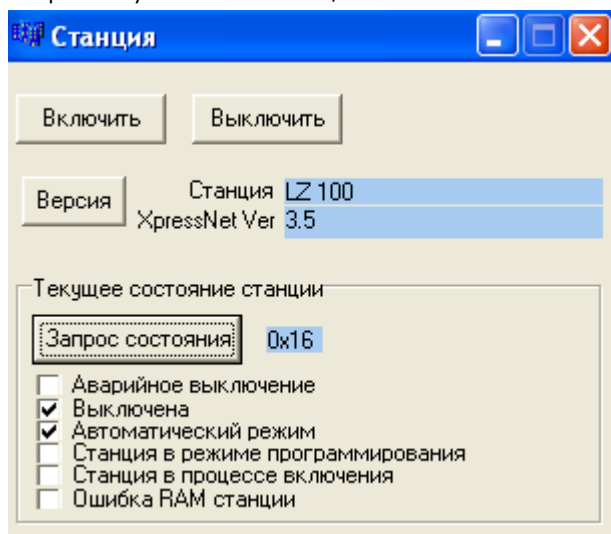 Станция
Включить Выключить
Версия Станция LZ 100
XpressNet Ver 3.5
Текущее состояние станции
Запрос состояния 0x16
Аварийное выключение
Выключена
Автоматический режим
Станция в режиме программирования
Станция в процессе включения
Ошибка RAM станции